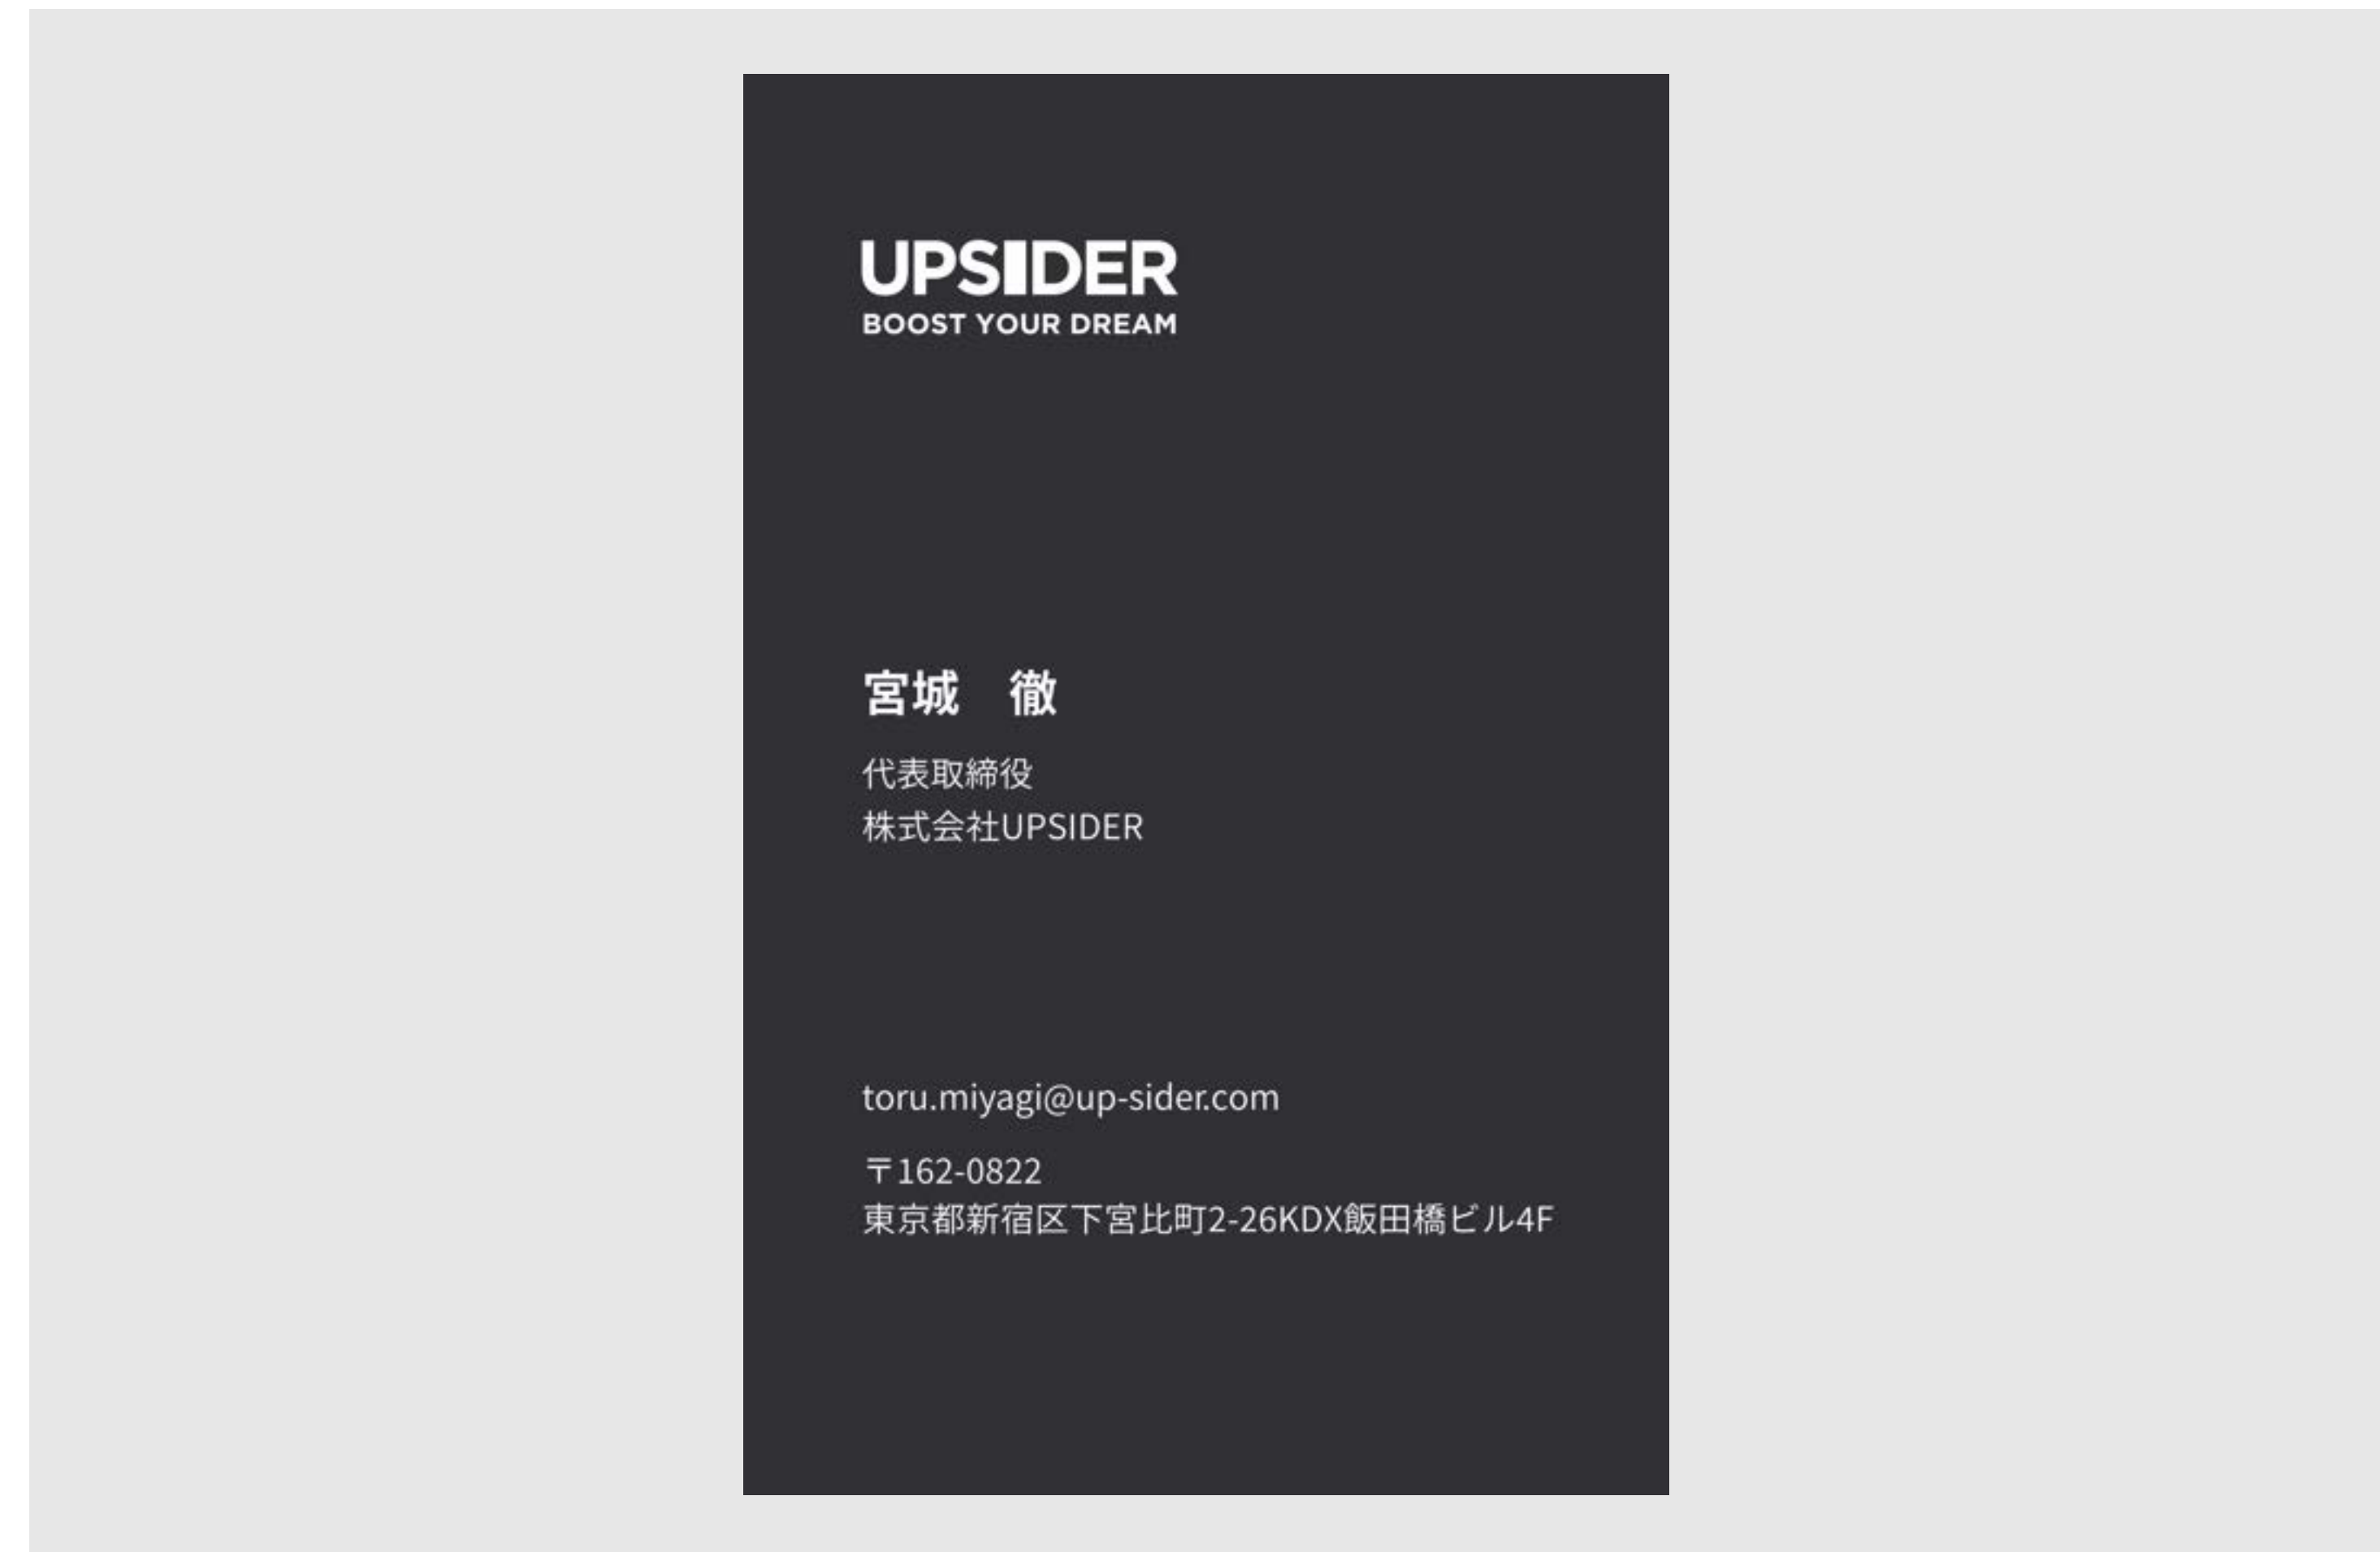 UPSIDER
BOOST YOUR DREAM
宮城　徹
代表取締役
株式会社UPSIDER
toru.miyagi@up-sider.com
〒162-0822
東京都新宿区下宮比町2-26KDX飯田橋ビル4F